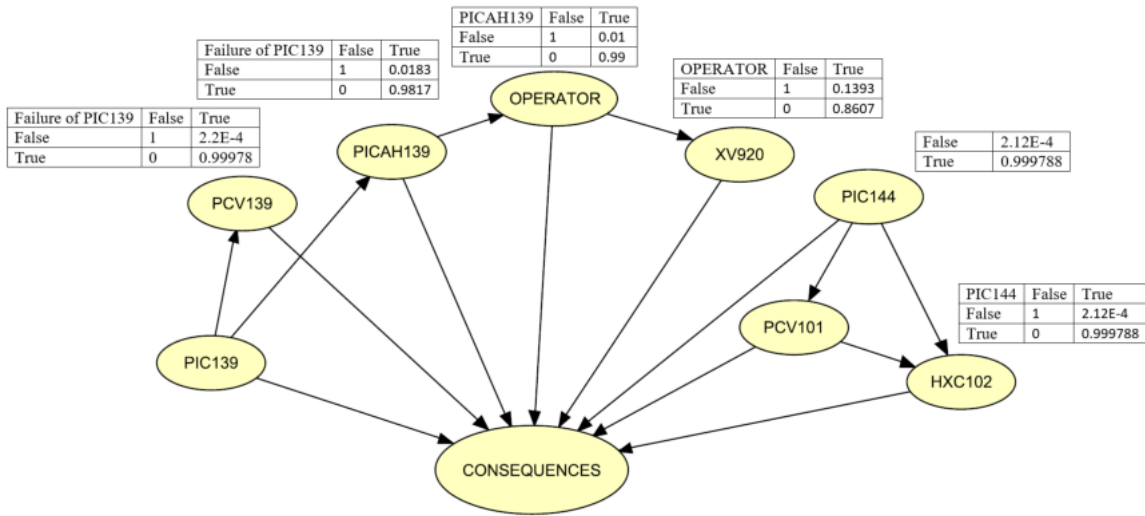 PICAH139 False True
False 1 0.01
True 0 0.99
Failure of PIC139 False True
False 1 0.0183
True 0 0.9817
OPERATOR False True
False 1 0.1393
True 0 0.8607
Failure of PIC139 False True
False 1 2.2E-4
True 0 0.99978
False 2.12E-4
True 0.999788
OPERATOR
PICAH139
XV920
PCV139
PIC144
PIC144 False True
False 1 2.12E-4
True 0 0.999788
PCV101
PIC139
HXC102
CONSEQUENCES